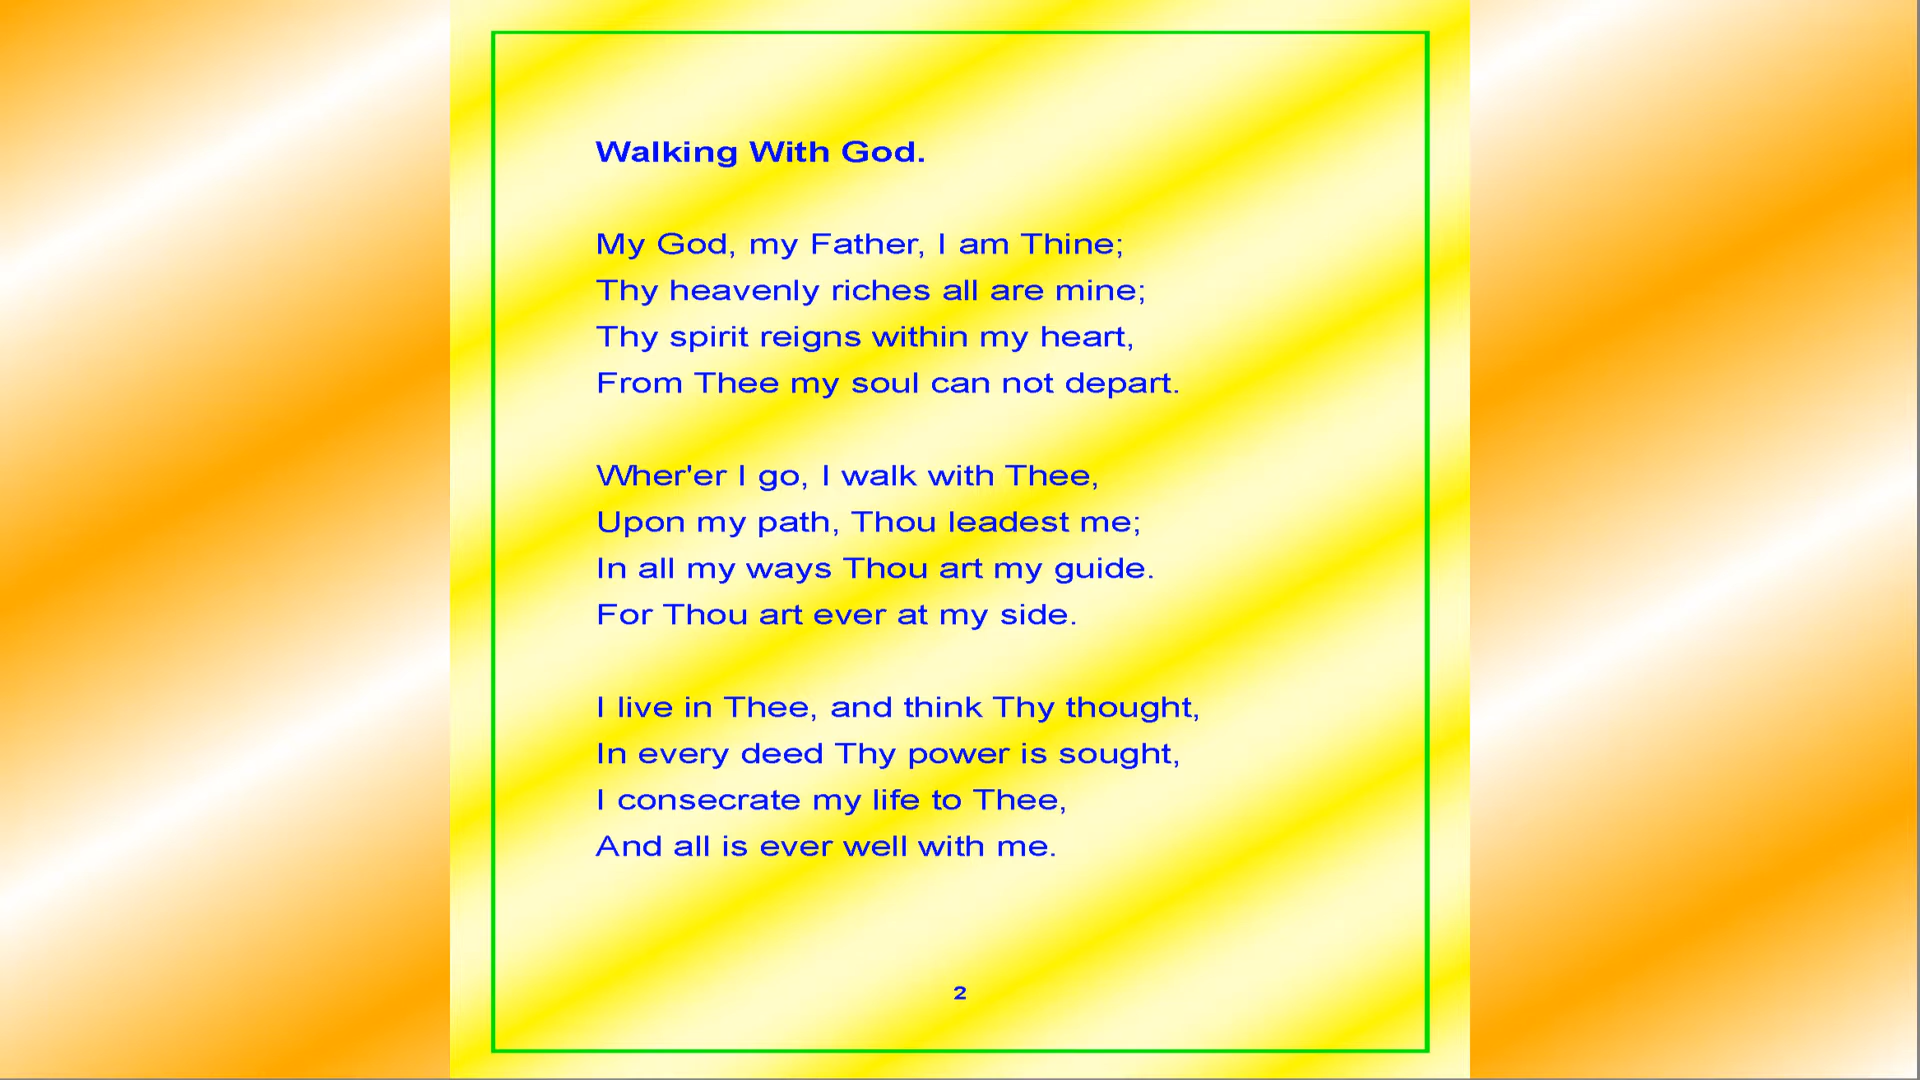 Walking With God.
My God, my Father, I am Thine;
Thy heavenly riches all are mine;
Thy spirit reigns within my heart,
From Thee my soul can not depart.
Wher'er I go, I walk with Thee,
Upon my path, Thou leadest me;
In all my ways Thou art my guide.
For Thou art ever at my side.
I live in Thee, and think Thy thought,
In every deed Thy power is sought,
I consecrate my life to Thee,
And all is ever well with me.
2